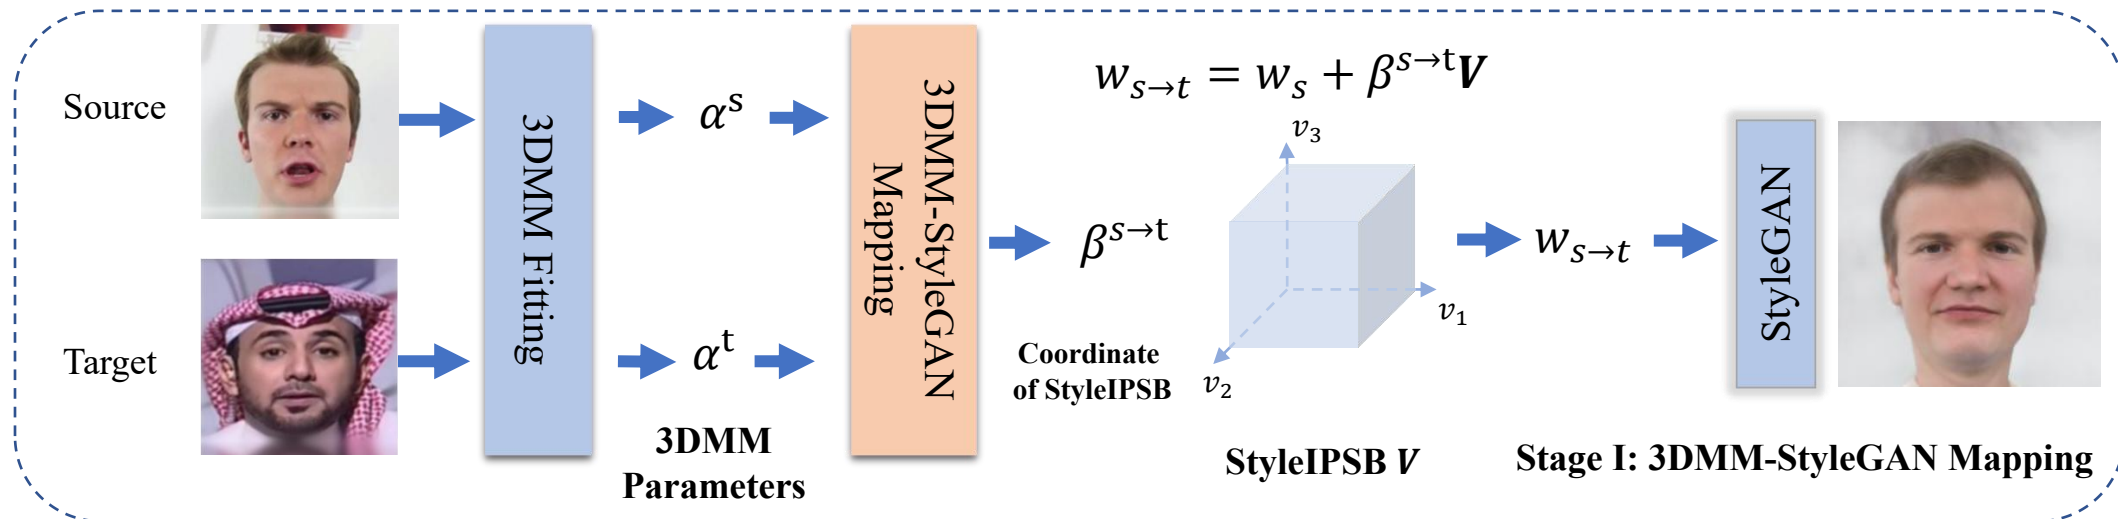 Source
Target
3DMM Fitting
α^s
α^t
3DMM
Parameters
3DMM-StyleGAN
Mapping
w_{s→t} = w_s + β^{s→t}V
β^{s→t}
Coordinate
of StyleIPSB
v_3
v_1
v_2
StyleIPSB V
w_{s→t}
StyleGAN
Stage I: 3DMM-StyleGAN Mapping